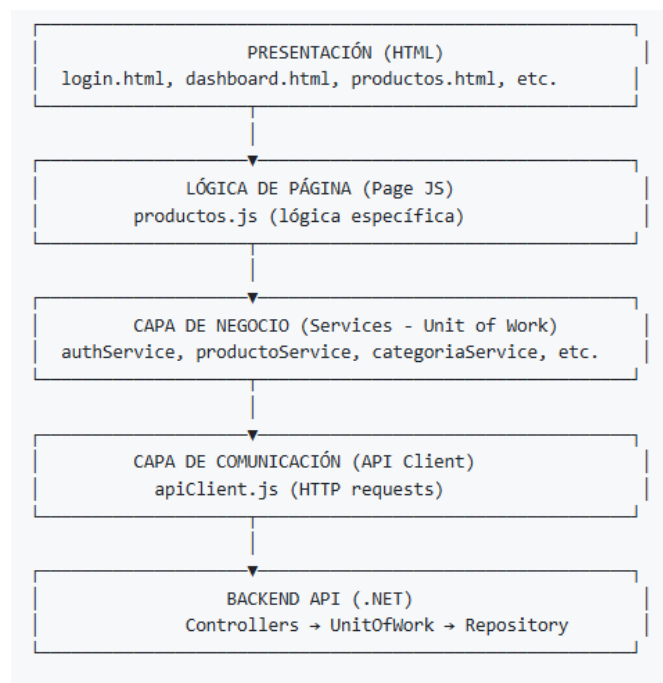 PRESENTACIÓN (HTML)
login.html, dashboard.html, productos.html, etc.
LÓGICA DE PÁGINA (Page JS)
productos.js (lógica específica)
CAPA DE NEGOCIO (Services - Unit of Work)
authService, productoService, categoriaService, etc.
CAPA DE COMUNICACIÓN (API Client)
apiClient.js (HTTP requests)
BACKEND API (.NET)
Controllers → UnitOfWork → Repository